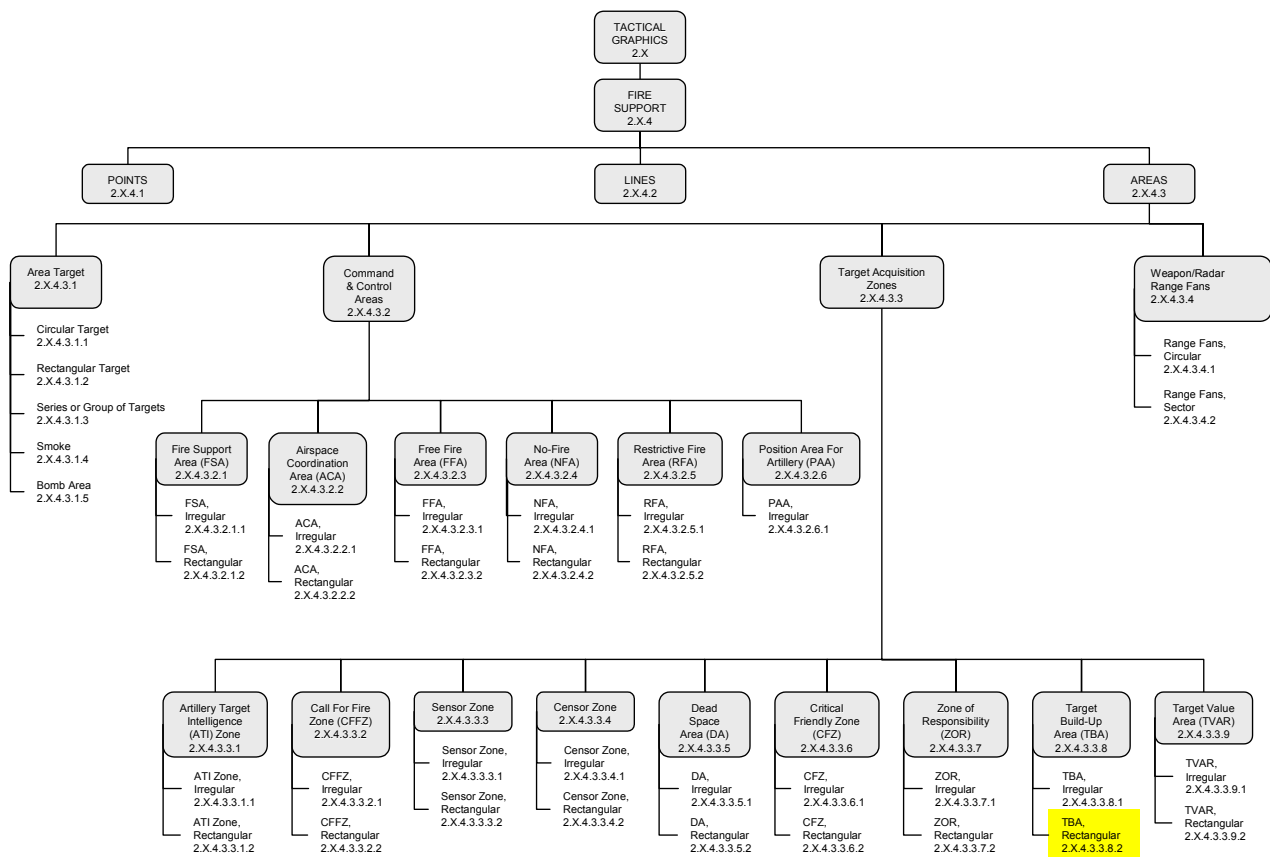 TACTICAL
GRAPHICS
2.X
FIRE
SUPPORT
2.X.4
POINTS
2.X.4.1
LINES
2.X.4.2
AREAS
2.X.4.3
Area Target
2.X.4.3.1
Circular Target
2.X.4.3.1.1
Rectangular Target
2.X.4.3.1.2
Series or Group of Targets
2.X.4.3.1.3
Smoke
2.X.4.3.1.4
Bomb Area
2.X.4.3.1.5
Command
& Control
Areas
2.X.4.3.2
Fire Support
Area (FSA)
2.X.4.3.2.1
FSA,
Irregular
2.X.4.3.2.1.1
FSA,
Rectangular
2.X.4.3.2.1.2
Airspace
Coordination
Area (ACA)
2.X.4.3.2.2
ACA,
Irregular
2.X.4.3.2.2.1
ACA,
Rectangular
2.X.4.3.2.2.2
Free Fire
Area (FFA)
2.X.4.3.2.3
FFA,
Irregular
2.X.4.3.2.3.1
FFA,
Rectangular
2.X.4.3.2.3.2
No-Fire
Area (NFA)
2.X.4.3.2.4
NFA,
Irregular
2.X.4.3.2.4.1
NFA,
Rectangular
2.X.4.3.2.4.2
Restrictive Fire
Area (RFA)
2.X.4.3.2.5
RFA,
Irregular
2.X.4.3.2.5.1
RFA,
Rectangular
2.X.4.3.2.5.2
Position Area For
Artillery (PAA)
2.X.4.3.2.6
PAA,
Irregular
2.X.4.3.2.6.1
Target Acquisition
Zones
2.X.4.3.3
Artillery Target
Intelligence
(ATI) Zone
2.X.4.3.3.1
ATI Zone,
Irregular
2.X.4.3.3.1.1
ATI Zone,
Rectangular
2.X.4.3.3.1.2
Call For Fire
Zone (CFFZ)
2.X.4.3.3.2
CFFZ,
Irregular
2.X.4.3.3.2.1
CFFZ,
Rectangular
2.X.4.3.3.2.2
Sensor Zone
2.X.4.3.3.3
Sensor Zone,
Irregular
2.X.4.3.3.3.1
Sensor Zone,
Rectangular
2.X.4.3.3.3.2
Censor Zone
2.X.4.3.3.4
Censor Zone,
Irregular
2.X.4.3.3.4.1
Censor Zone,
Rectangular
2.X.4.3.3.4.2
Dead
Space
Area (DA)
2.X.4.3.3.5
DA,
Irregular
2.X.4.3.3.5.1
DA,
Rectangular
2.X.4.3.3.5.2
Critical
Friendly Zone
(CFZ)
2.X.4.3.3.6
CFZ,
Irregular
2.X.4.3.3.6.1
CFZ,
Rectangular
2.X.4.3.3.6.2
Zone of
Responsibility
(ZOR)
2.X.4.3.3.7
ZOR,
Irregular
2.X.4.3.3.7.1
ZOR,
Rectangular
2.X.4.3.3.7.2
Target
Build-Up
Area (TBA)
2.X.4.3.3.8
TBA,
Irregular
2.X.4.3.3.8.1
TBA,
Rectangular
2.X.4.3.3.8.2
Target Value
Area (TVAR)
2.X.4.3.3.9
TVAR,
Irregular
2.X.4.3.3.9.1
TVAR,
Rectangular
2.X.4.3.3.9.2
Weapon/Radar
Range Fans
2.X.4.3.4
Range Fans,
Circular
2.X.4.3.4.1
Range Fans,
Sector
2.X.4.3.4.2